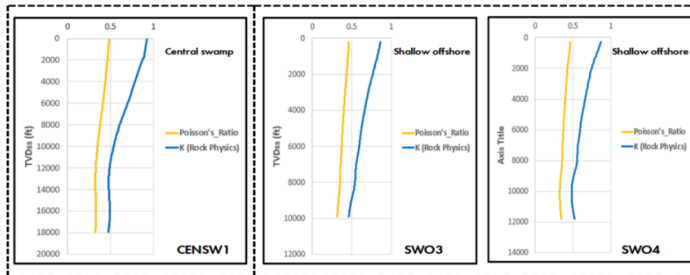 0 0.5 1
0
2000
4000
6000
8000
10000
12000
14000
16000
18000
20000
TVDss (ft)
Central swamp
Poisson's_Ratio
K (Rock Physics)
CENSW1
0 0.5 1
0
2000
4000
6000
8000
10000
12000
TVDss (ft)
Shallow offshore
Poisson's_Ratio
K (Rock Physics)
SWO3
0 0.5 1
0
2000
4000
6000
8000
10000
12000
14000
Axis Title
Shallow offshore
Poisson's_Ratio
K (Rock Physics)
SWO4